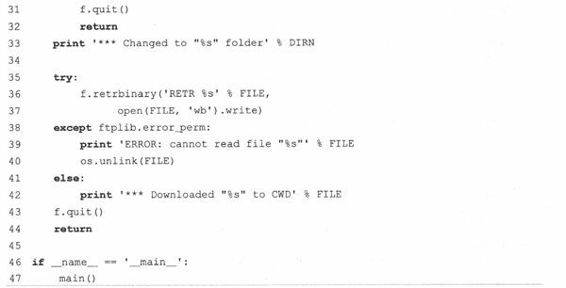 31 f.quit()
32 return
33 print '*** Changed to "%s" folder' % DIRN
34
35 try:
36 f.retrbinary('RETR %s' % FILE,
37 open(FILE, 'wb').write)
38 except ftplib.error_perm:
39 print 'ERROR: cannot read file "%s"' % FILE
40 os.unlink(FILE)
41 else:
42 print '*** Downloaded "%s" to CWD' % FILE
43 f.quit()
44 return
45
46 if __name__ == '__main__':
47 main()